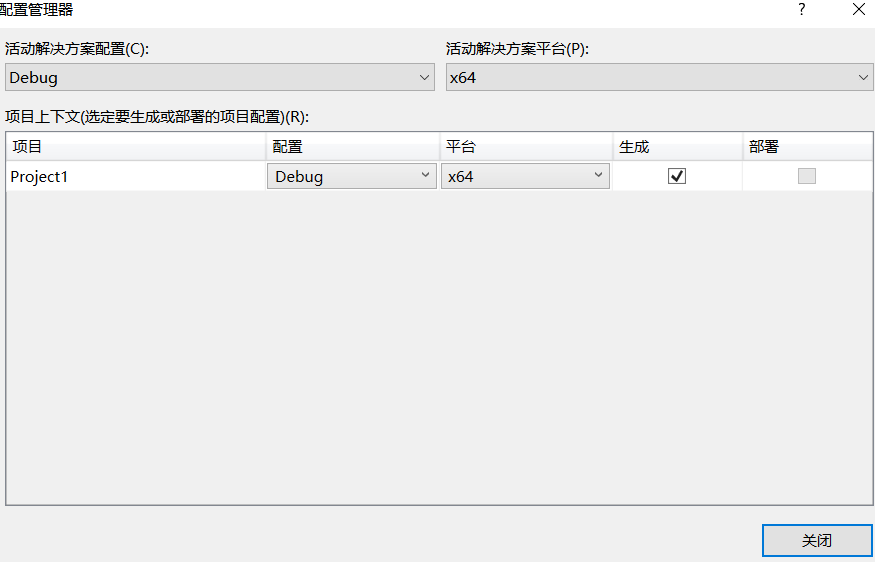 配置管理器
活动解决方案配置(C):
活动解决方案平台(P):
Debug
x64
项目上下文(选定要生成或部署的项目配置)(R):
项目 配置 平台 生成 部署
Project1 Debug x64
关闭